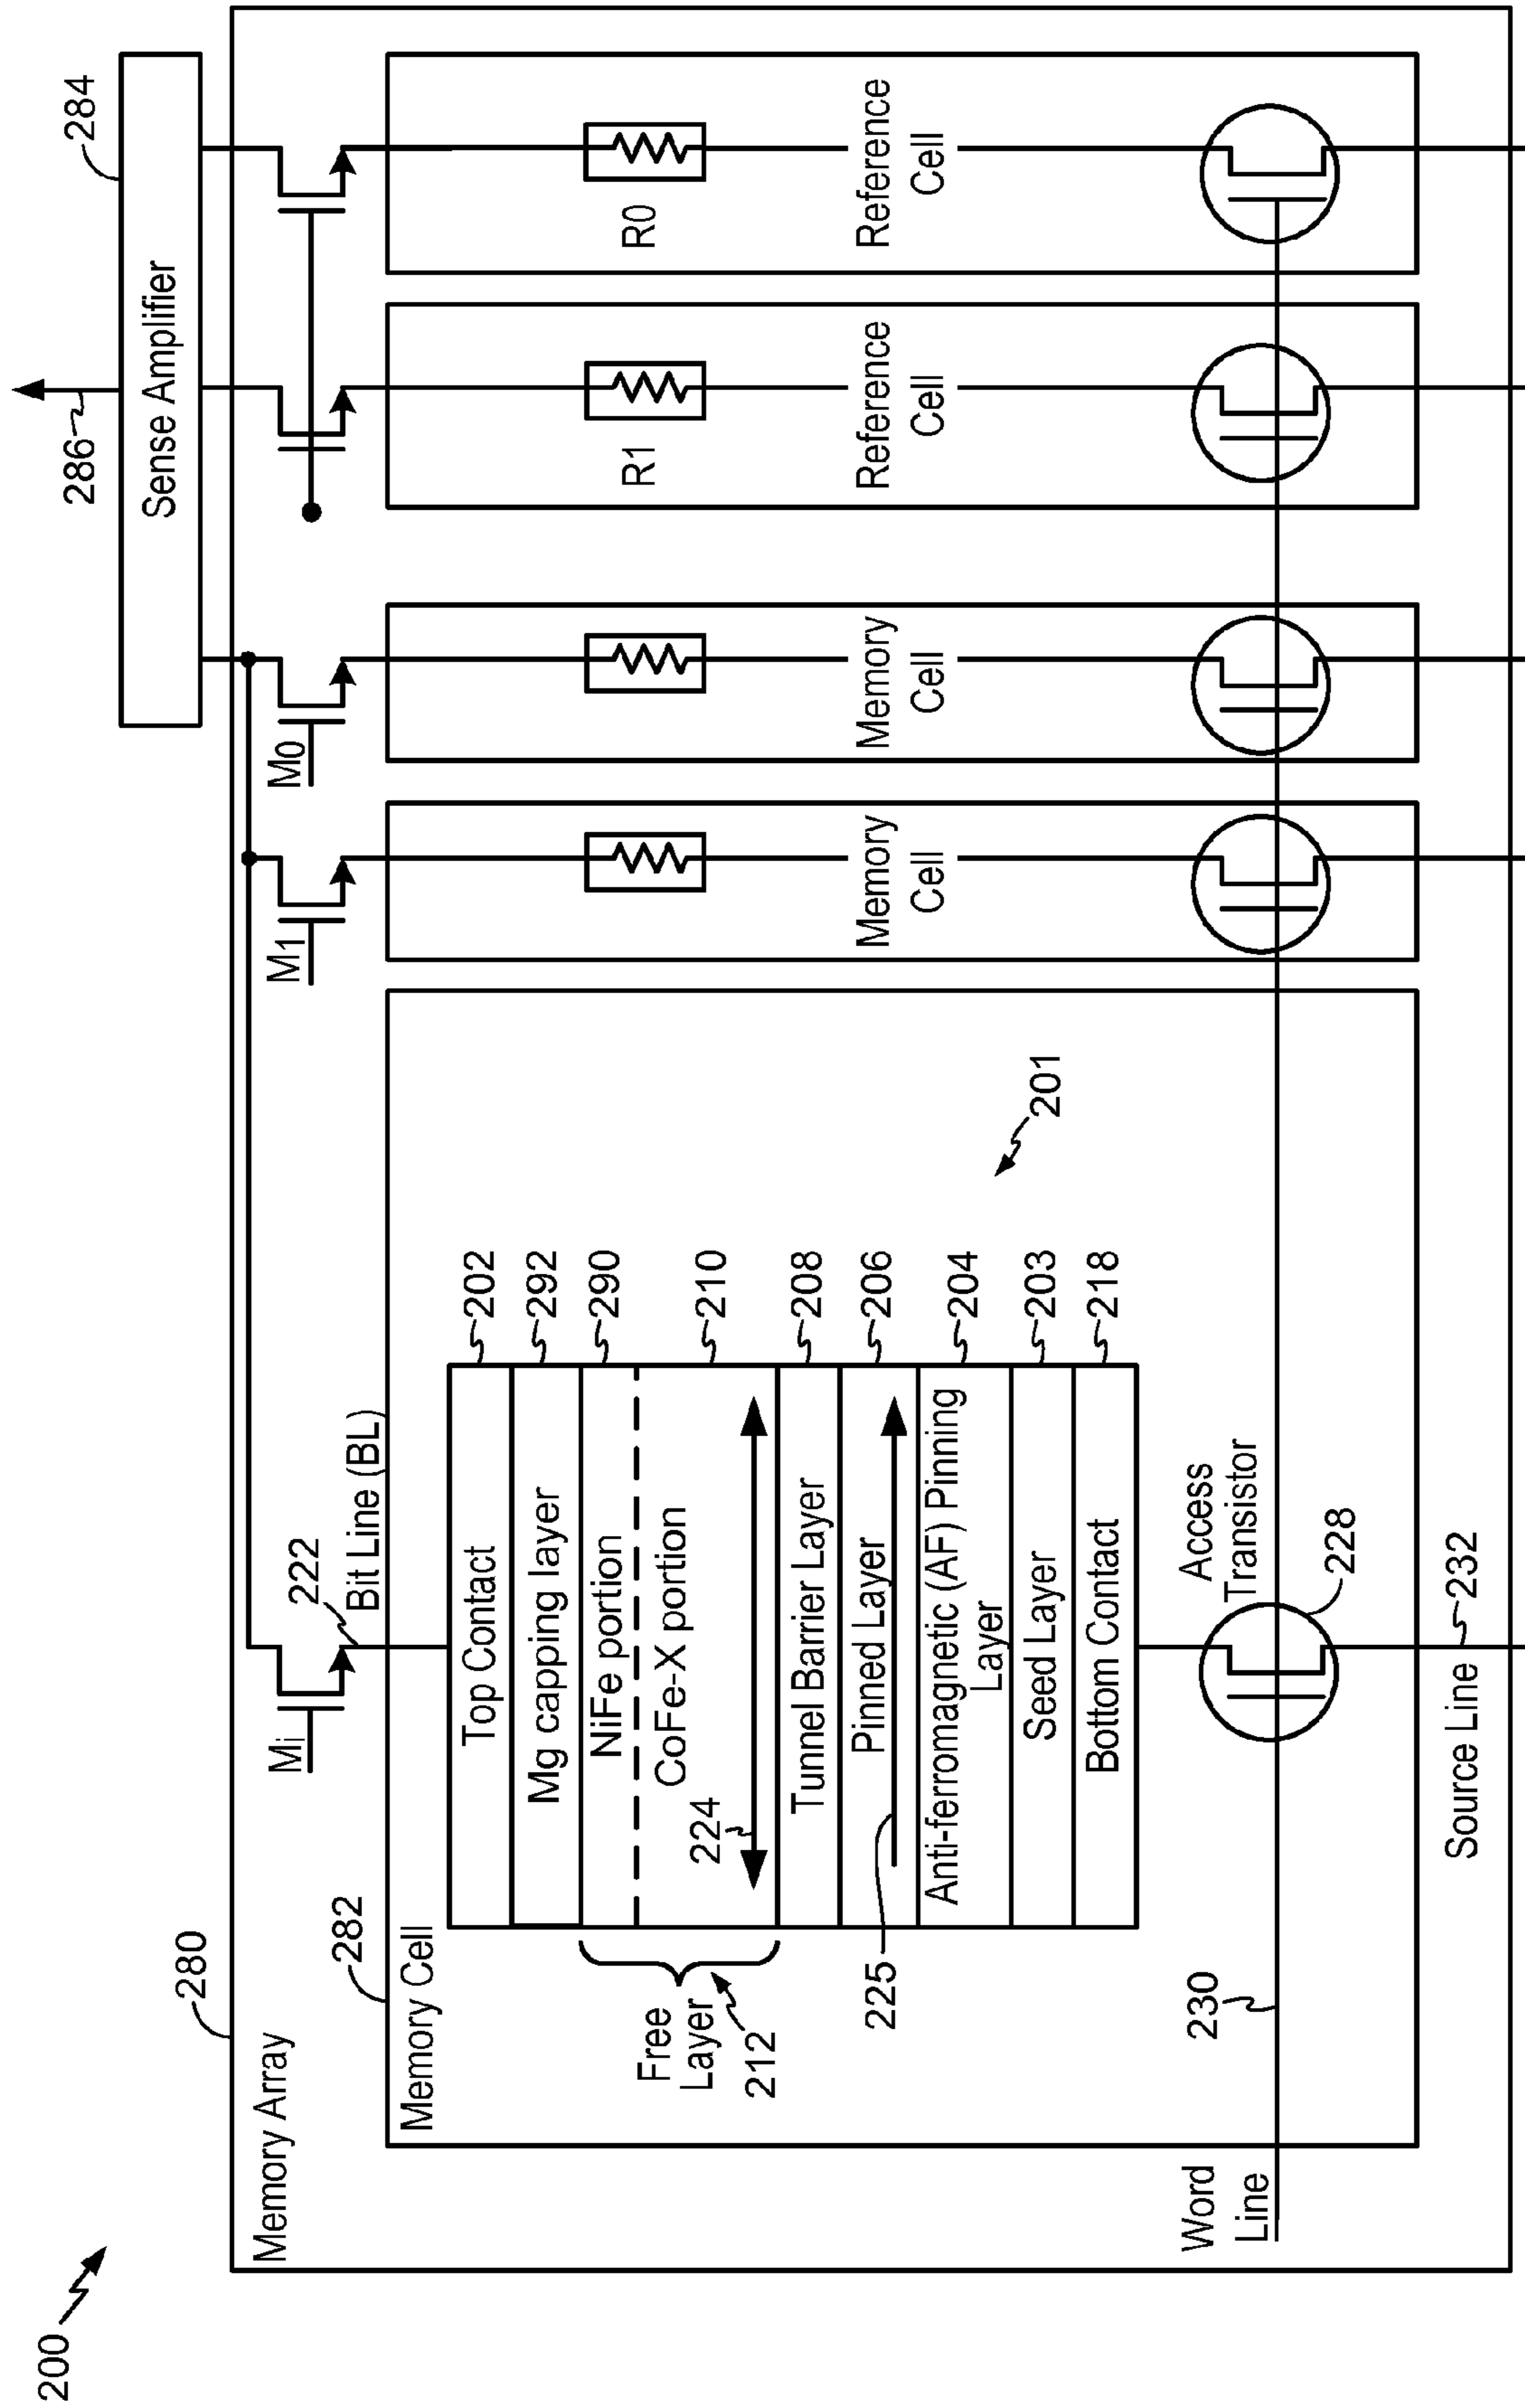 200
280
Memory Array
284
286
Sense Amplifier
Mi
M1
M0
222
Bit Line (BL)
282
Memory Cell
Top Contact
202
Mg capping layer
292
NiFe portion
290
CoFe-X portion
210
224
Free
Layer
212
Tunnel Barrier Layer
208
Pinned Layer
206
225
Anti-ferromagnetic (AF) Pinning
Layer
204
Seed Layer
203
Bottom Contact
218
201
Memory
Cell
Memory
Cell
R1
Reference
Cell
R0
Reference
Cell
Word
Line
230
Access
Transistor
228
Source Line
232